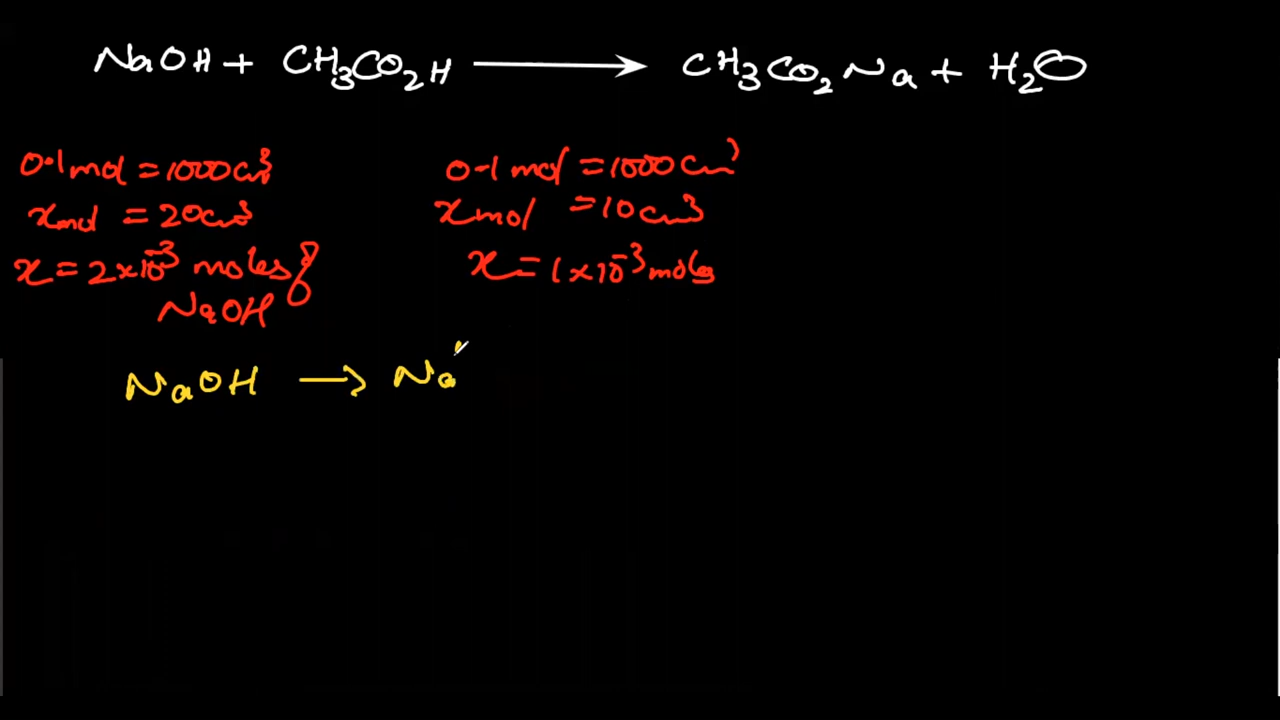 NaOH + CH₃CO₂H ⟶ CH₃CO₂Na + H₂O
0.1 mol = 1000 cm³
x mol = 20 cm³
x = 2 × 10⁻³ moles of
NaOH
0.1 mol = 1000 cm³
x mol = 10 cm³
x = 1 × 10⁻³ moles
NaOH → Na